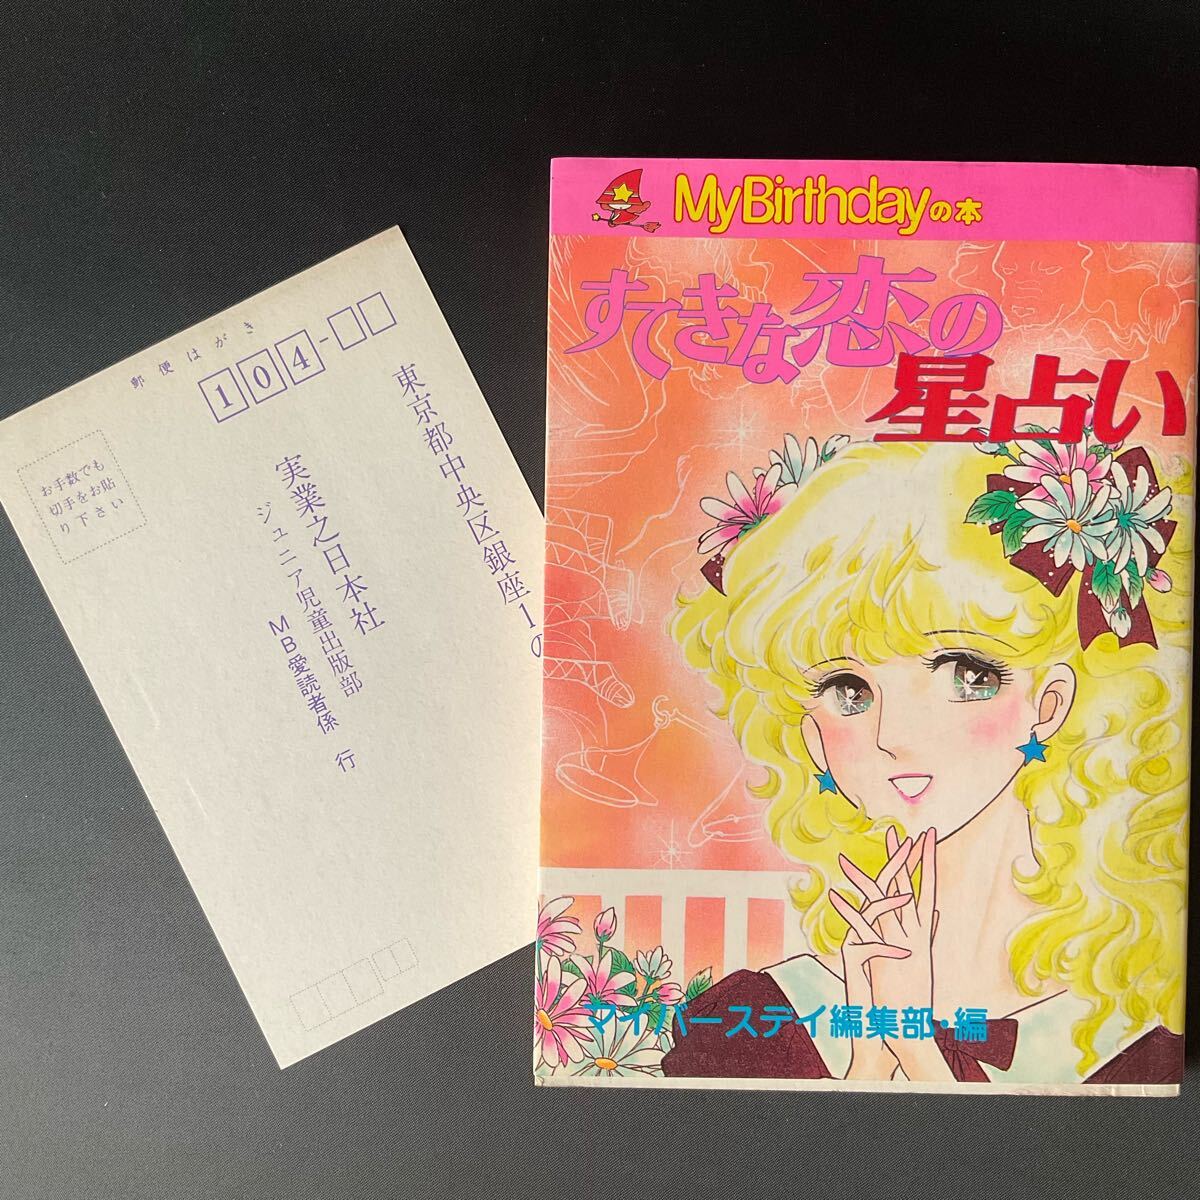 郵便はがき
104-
お手数でも
切手をお貼
り下さい
東京都中央区銀座1の
実業之日本社
ジュニア児童出版部
MB愛読者係 行
My Birthdayの本
すてきな恋の
星占い
マイバースデイ編集部・編